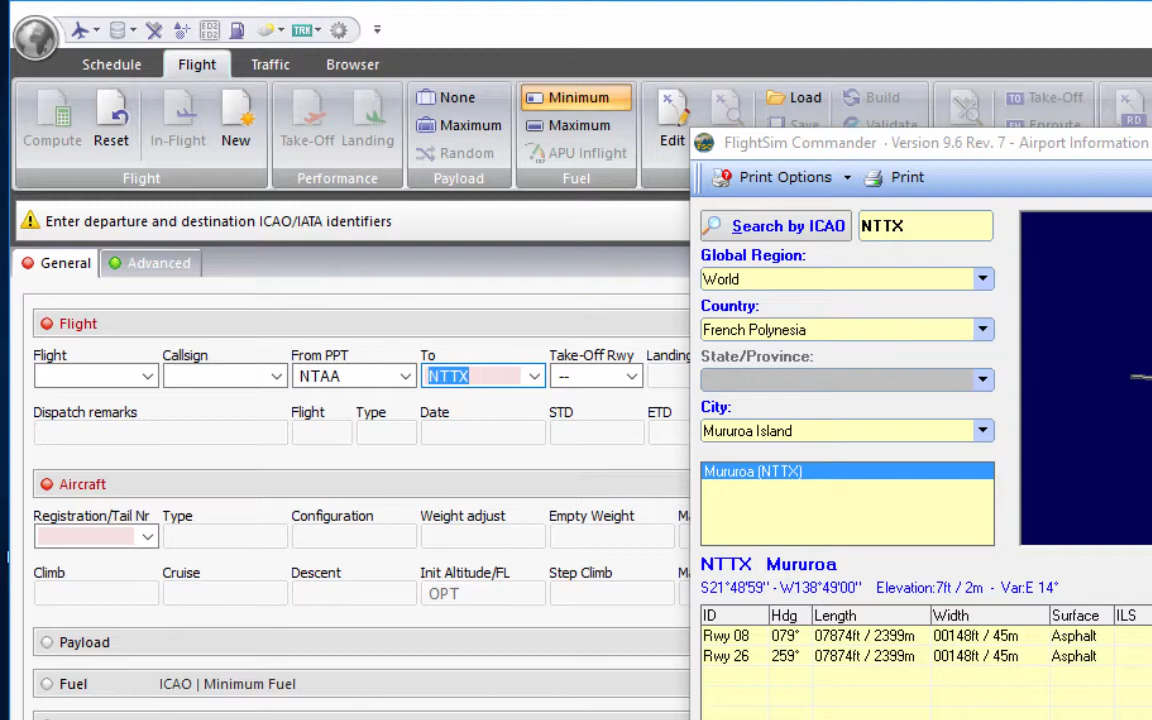 TRK
Schedule Flight Traffic Browser
None Minimum Load Build TO Take-Off
Compute Reset In-Flight New Take-Off Landing Maximum Maximum Edit Save Validate Enroute RD
Random APU Inflight
Flight Performance Payload Fuel
FlightSim Commander - Version 9.6 Rev. 7 - Airport Information
Print Options Print
Enter departure and destination ICAO/IATA identifiers
General Advanced
Flight
Flight Callsign From PPT To Take-Off Rwy Landing
NTAA NTTX --
Dispatch remarks Flight Type Date STD ETD
Aircraft
Registration/Tail Nr Type Configuration Weight adjust Empty Weight
Climb Cruise Descent Init Altitude/FL Step Climb
OPT
Payload
Fuel ICAO | Minimum Fuel
Search by ICAO NTTX
Global Region:
World
Country:
French Polynesia
State/Province:
City:
Mururoa Island
Mururoa (NTTX)
NTTX Mururoa
S21°48'59'' - W138°49'00'' Elevation:7ft / 2m - Var:E 14°
ID Hdg Length Width Surface ILS
Rwy 08 079° 07874ft / 2399m 00148ft / 45m Asphalt
Rwy 26 259° 07874ft / 2399m 00148ft / 45m Asphalt